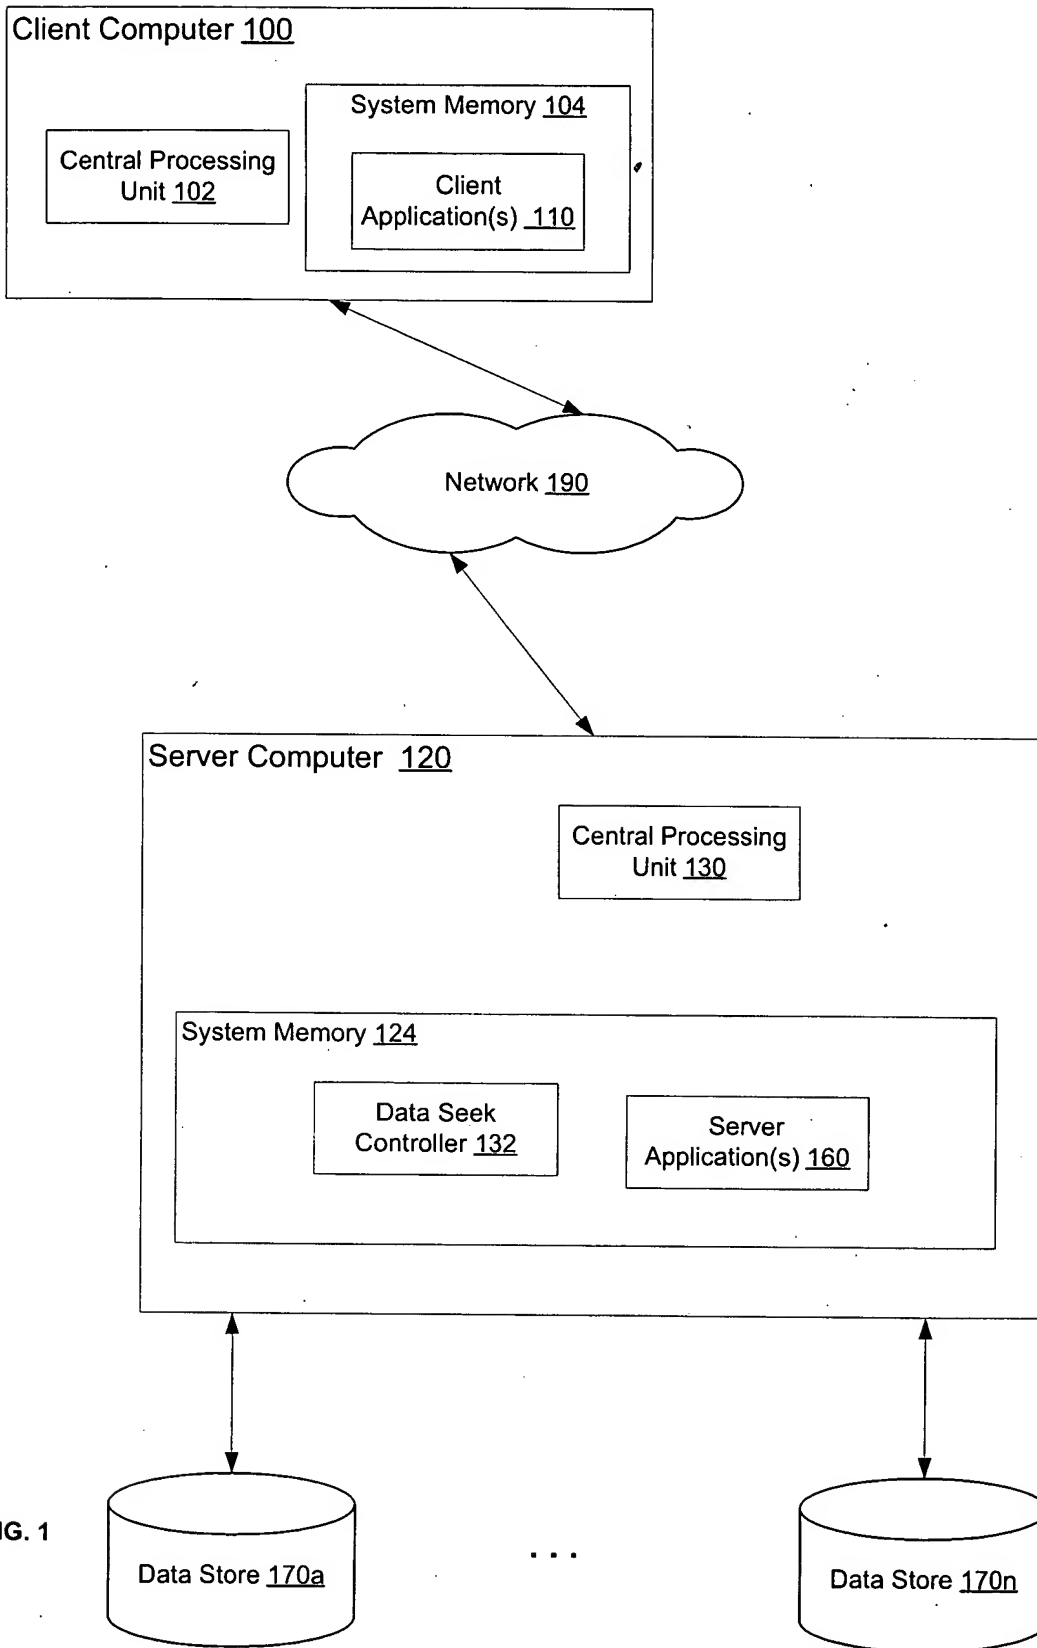 Client Computer 100
System Memory 104
Central Processing
Unit 102
Client
Application(s) 110
Network 190
Server Computer 120
Central Processing
Unit 130
System Memory 124
Data Seek
Controller 132
Server
Application(s) 160
IG. 1
Data Store 170a
...
Data Store 170n